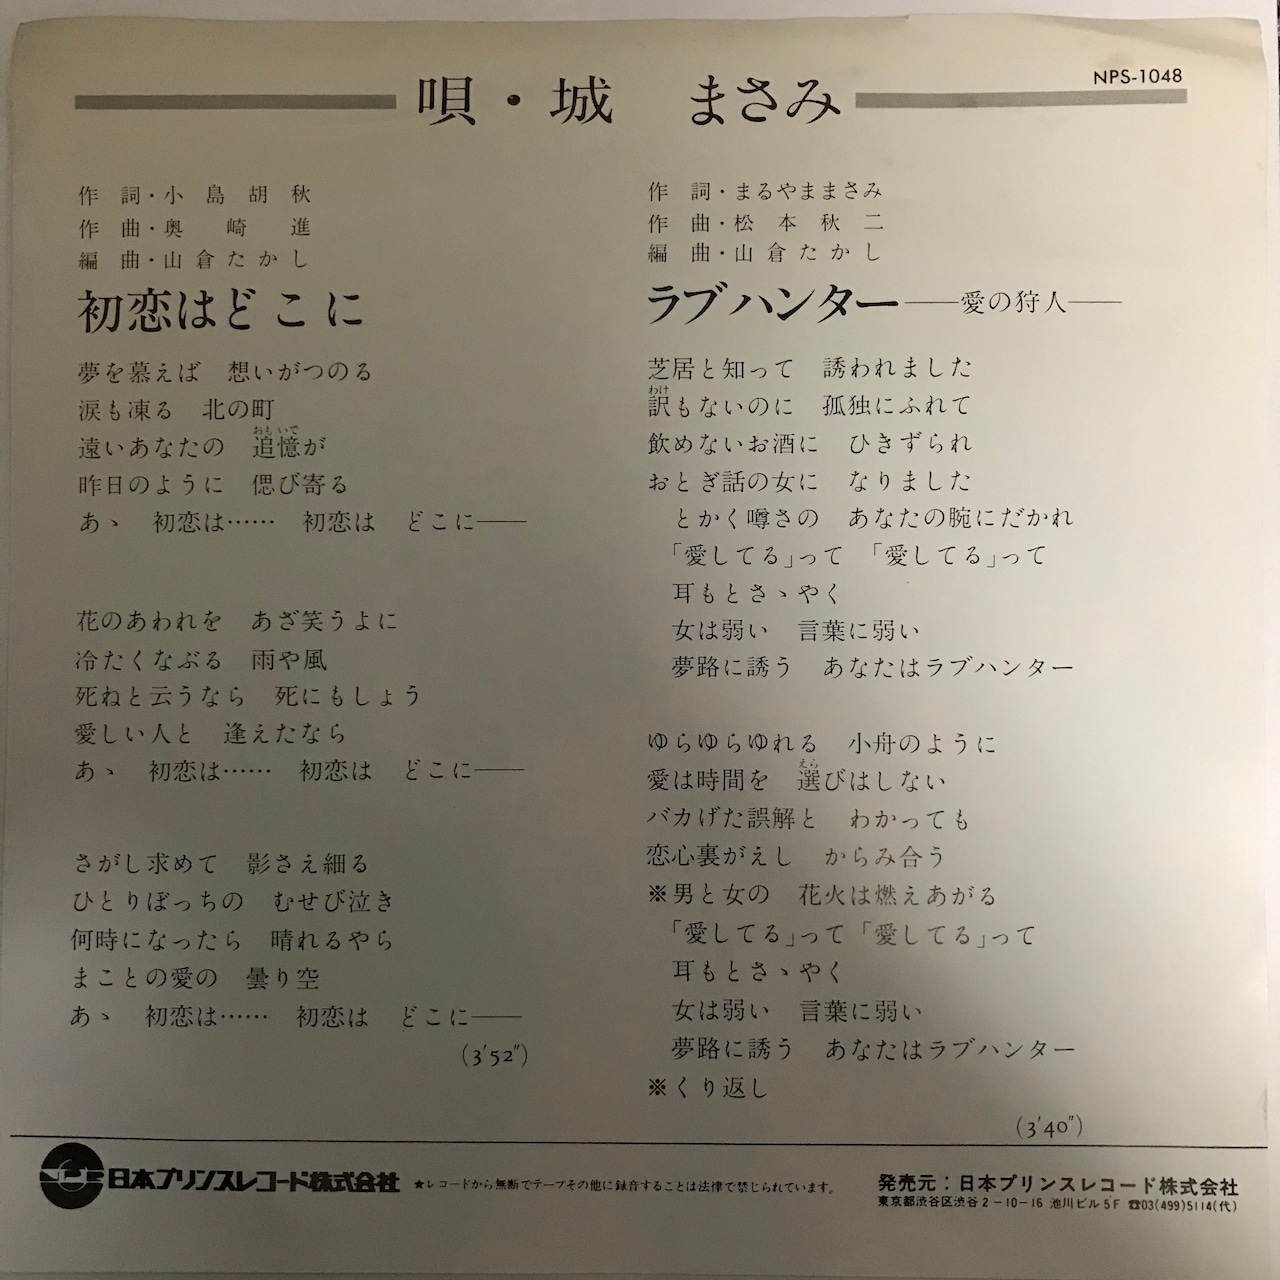 NPS-1048
唄・城 まさみ
作 詞・小 島 胡 秋
作 曲・奥 崎 進
編 曲・山 倉 た か し
初恋はどこに
夢を慕えば 想いがつのる
涙も凍る 北の町
おも いで
遠いあなたの 追憶が
昨日のように 偲び寄る
あゝ 初恋は…… 初恋は どこに——
花のあわれを あざ笑うよに
冷たくなぶる 雨や風
死ねと云うなら 死にもしょう
愛しい人と 逢えたなら
あゝ 初恋は…… 初恋は どこに——
さがし求めて 影さえ細る
ひとりぼっちの むせび泣き
何時になったら 晴れるやら
まことの愛の 曇り空
あゝ 初恋は…… 初恋は どこに——
(3′52″)
作 詞・まるやままさみ
作 曲・松 本 秋 二
編 曲・山 倉 た か し
ラブハンター——愛の狩人——
芝居と知って 誘われました
わけ
訳もないのに 孤独にふれて
飲めないお酒に ひきずられ
おとぎ話の女に なりました
とかく噂さの あなたの腕にだかれ
「愛してる」って 「愛してる」って
耳もとさゝやく
女は弱い 言葉に弱い
夢路に誘う あなたはラブハンター
ゆらゆらゆれる 小舟のように
えら
愛は時間を 選びはしない
バカげた誤解と わかっても
恋心裏がえし からみ合う
※男と女の 花火は燃えあがる
「愛してる」って「愛してる」って
耳もとさゝやく
女は弱い 言葉に弱い
夢路に誘う あなたはラブハンター
※くり返し
(3′40″)
日本プリンスレコード株式会社
★レコードから無断でテープその他に録音することは法律で禁じられています。
発売元：日本プリンスレコード株式会社
東京都渋谷区渋谷2－10－16 池川ビル5F ☎03(499)5114(代)